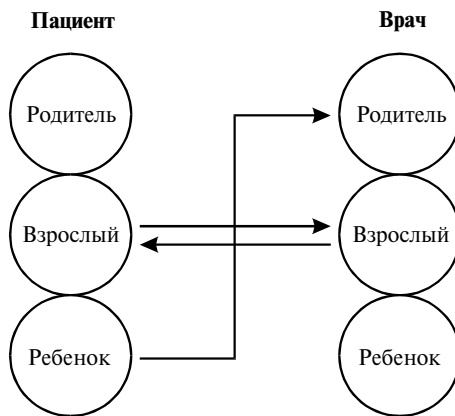 Пациент Врач
Родитель Родитель
Взрослый Взрослый
Ребенок Ребенок